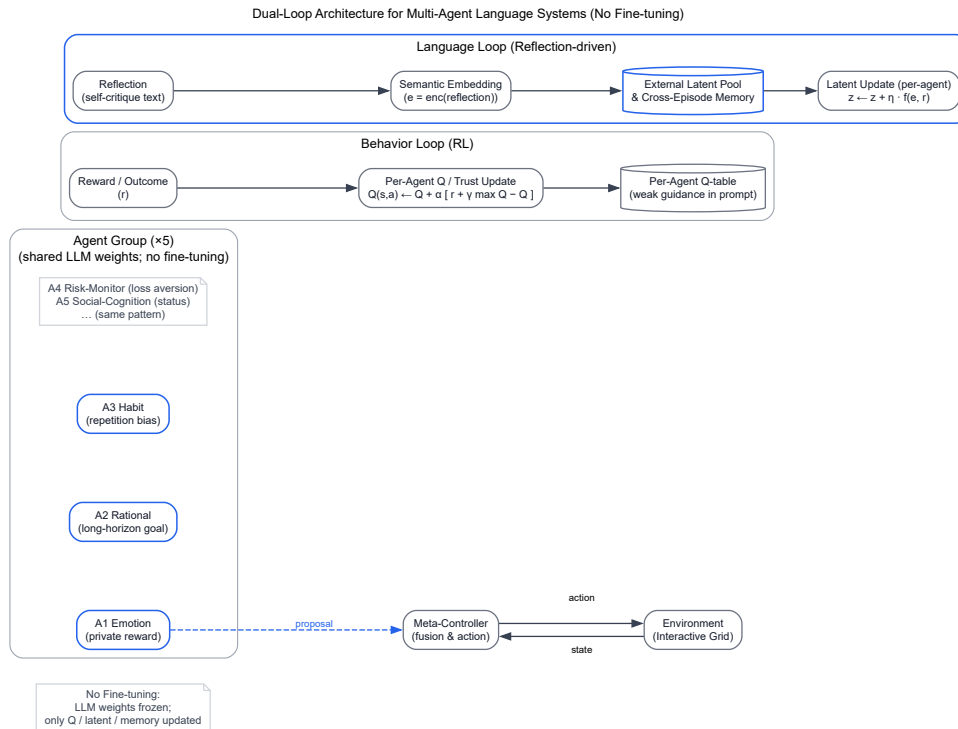 Dual-Loop Architecture for Multi-Agent Language Systems (No Fine-tuning)
Language Loop (Reflection-driven)
Reflection
(self-critique text)
Semantic Embedding
(e = enc(reflection))
External Latent Pool
& Cross-Episode Memory
Latent Update (per-agent)
z ← z + η · f(e, r)
Behavior Loop (RL)
Reward / Outcome
(r)
Per-Agent Q / Trust Update
Q(s,a) ← Q + α [ r + γ max Q − Q ]
Per-Agent Q-table
(weak guidance in prompt)
Agent Group (×5)
(shared LLM weights; no fine-tuning)
A4 Risk-Monitor (loss aversion)
A5 Social-Cognition (status)
… (same pattern)
A3 Habit
(repetition bias)
A2 Rational
(long-horizon goal)
A1 Emotion
(private reward)
proposal
Meta-Controller
(fusion & action)
action
state
Environment
(Interactive Grid)
No Fine-tuning:
LLM weights frozen;
only Q / latent / memory updated